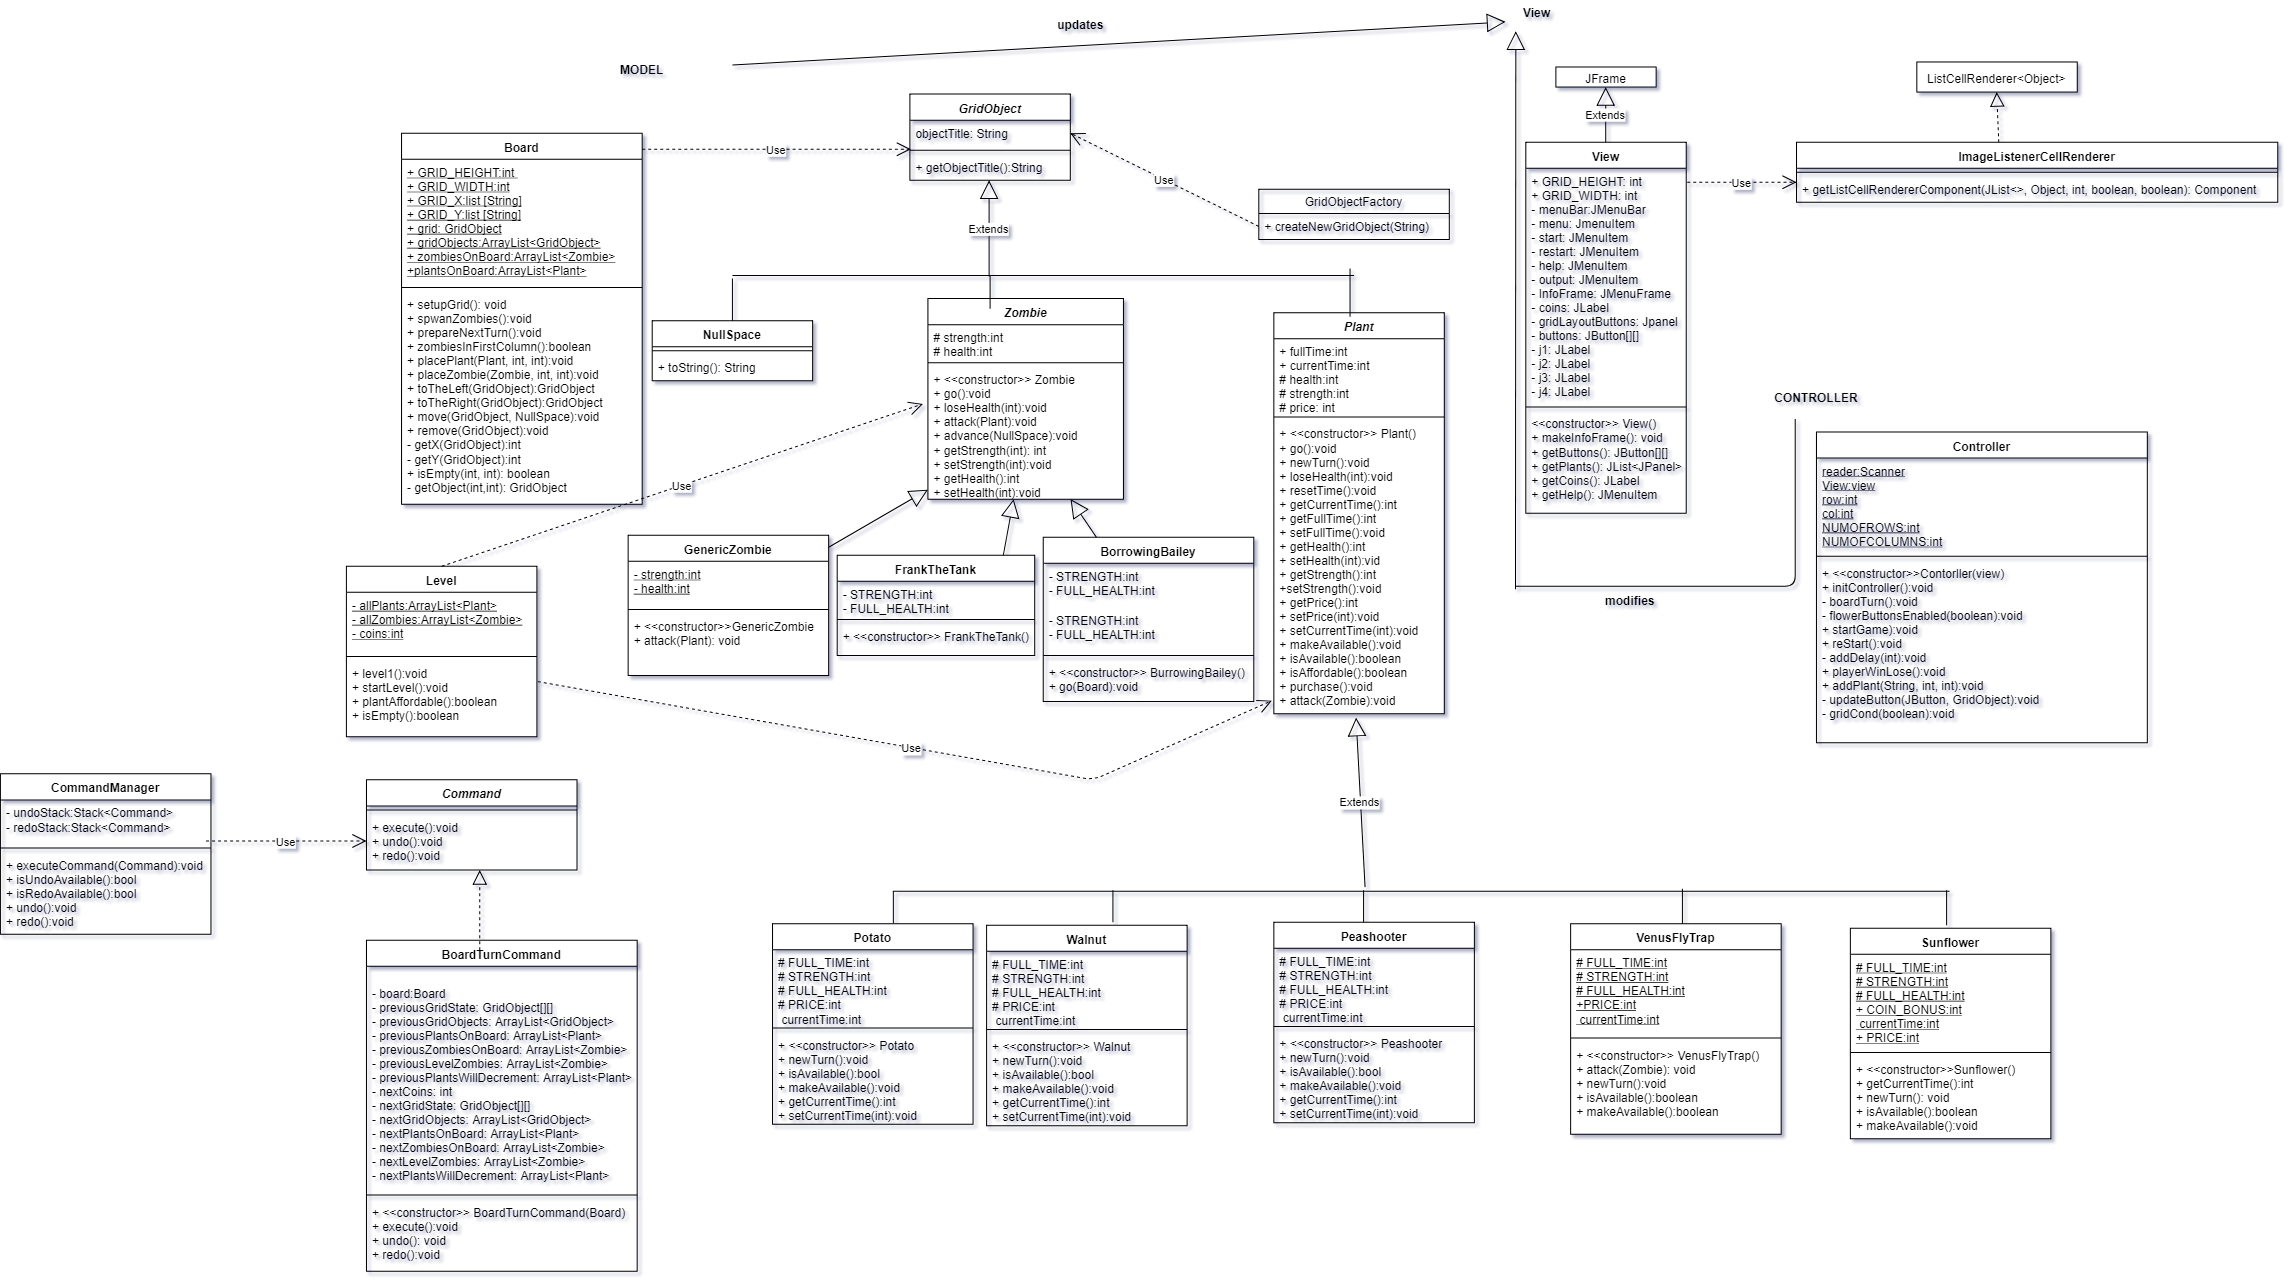 updates
View
MODEL
JFrame
Extends
ListCellRenderer<Object>
GridObject
objectTitle: String
+ getObjectTitle():String
Use
Use
GridObjectFactory
+ createNewGridObject(String)
Extends
Board
+ GRID_HEIGHT:int
+ GRID_WIDTH:int
+ GRID_X:list [String]
+ GRID_Y:list [String]
+ grid: GridObject
+ gridObjects:ArrayList<GridObject>
+ zombiesOnBoard:ArrayList<Zombie>
+plantsOnBoard:ArrayList<Plant>
+ setupGrid(): void
+ spwanZombies():void
+ prepareNextTurn():void
+ zombiesInFirstColumn():boolean
+ placePlant(Plant, int, int):void
+ placeZombie(Zombie, int, int):void
+ toTheLeft(GridObject):GridObject
+ toTheRight(GridObject):GridObject
+ move(GridObject, NullSpace):void
+ remove(GridObject):void
- getX(GridObject):int
- getY(GridObject):int
+ isEmpty(int, int): boolean
- getObject(int,int): GridObject
NullSpace
+ toString(): String
Zombie
# strength:int
# health:int
+ <<constructor>> Zombie
+ go():void
+ loseHealth(int):void
+ attack(Plant):void
+ advance(NullSpace):void
+ getStrength(int): int
+ setStrength(int):void
+ getHealth():int
+ setHealth(int):void
Plant
+ fullTime:int
+ currentTime:int
# health:int
# strength:int
# price: int
+ <<constructor>> Plant()
+ go():void
+ newTurn():void
+ loseHealth(int):void
+ resetTime():void
+ getCurrentTime():int
+ getFullTime():int
+ setFullTime():void
+ getHealth():int
+ setHealth(int):vid
+ getStrength():int
+setStrength():void
+ getPrice():int
+ setPrice(int):void
+ setCurrentTime(int):void
+ makeAvailable():void
+ isAvailable():boolean
+ isAffordable():boolean
+ purchase():void
+ attack(Zombie):void
View
+ GRID_HEIGHT: int
+ GRID_WIDTH: int
- menuBar:JMenuBar
- menu: JmenuItem
- start: JMenuItem
- restart: JMenuItem
- help: JMenuItem
- output: JMenuItem
- InfoFrame: JMenuFrame
- coins: JLabel
- gridLayoutButtons: Jpanel
- buttons: JButton[][]
- j1: JLabel
- j2: JLabel
- j3: JLabel
- j4: JLabel
<<constructor>> View()
+ makeInfoFrame(): void
+ getButtons(): JButton[][]
+ getPlants(): JList<JPanel>
+ getCoins(): JLabel
+ getHelp(): JMenuItem
Use
ImageListenerCellRenderer
+ getListCellRendererComponent(JList<>, Object, int, boolean, boolean): Component
CONTROLLER
Controller
reader:Scanner
View:view
row:int
col:int
NUMOFROWS:int
NUMOFCOLUMNS:int
+ <<constructor>>Contorller(view)
+ initController():void
- boardTurn():void
- flowerButtonsEnabled(boolean):void
+ startGame):void
+ reStart():void
- addDelay(int):void
+ playerWinLose():void
+ addPlant(String, int, int):void
- updateButton(JButton, GridObject):void
- gridCond(boolean):void
modifies
Use
GenericZombie
- strength:int
- health:int
+ <<constructor>>GenericZombie
+ attack(Plant): void
FrankTheTank
- STRENGTH:int
- FULL_HEALTH:int
+ <<constructor>> FrankTheTank()
BorrowingBailey
- STRENGTH:int
- FULL_HEALTH:int
- STRENGTH:int
- FULL_HEALTH:int
+ <<constructor>> BurrowingBailey()
+ go(Board):void
Level
- allPlants:ArrayList<Plant>
- allZombies:ArrayList<Zombie>
- coins:int
+ level1():void
+ startLevel():void
+ plantAffordable():boolean
+ isEmpty():boolean
Use
Extends
CommandManager
- undoStack:Stack<Command>
- redoStack:Stack<Command>
+ executeCommand(Command):void
+ isUndoAvailable():bool
+ isRedoAvailable():bool
+ undo():void
+ redo():void
Use
Command
+ execute():void
+ undo():void
+ redo():void
BoardTurnCommand
- board:Board
- previousGridState: GridObject[][]
- previousGridObjects: ArrayList<GridObject>
- previousPlantsOnBoard: ArrayList<Plant>
- previousZombiesOnBoard: ArrayList<Zombie>
- previousLevelZombies: ArrayList<Zombie>
- previousPlantsWillDecrement: ArrayList<Plant>
- nextCoins: int
- nextGridState: GridObject[][]
- nextGridObjects: ArrayList<GridObject>
- nextPlantsOnBoard: ArrayList<Plant>
- nextZombiesOnBoard: ArrayList<Zombie>
- nextLevelZombies: ArrayList<Zombie>
- nextPlantsWillDecrement: ArrayList<Plant>
+ <<constructor>> BoardTurnCommand(Board)
+ execute():void
+ undo(): void
+ redo():void
Potato
# FULL_TIME:int
# STRENGTH:int
# FULL_HEALTH:int
# PRICE:int
currentTime:int
+ <<constructor>> Potato
+ newTurn():void
+ isAvailable():bool
+ makeAvailable():void
+ getCurrentTime():int
+ setCurrentTime(int):void
Walnut
# FULL_TIME:int
# STRENGTH:int
# FULL_HEALTH:int
# PRICE:int
currentTime:int
+ <<constructor>> Walnut
+ newTurn():void
+ isAvailable():bool
+ makeAvailable():void
+ getCurrentTime():int
+ setCurrentTime(int):void
Peashooter
# FULL_TIME:int
# STRENGTH:int
# FULL_HEALTH:int
# PRICE:int
currentTime:int
+ <<constructor>> Peashooter
+ newTurn():void
+ isAvailable():bool
+ makeAvailable():void
+ getCurrentTime():int
+ setCurrentTime(int):void
VenusFlyTrap
# FULL_TIME:int
# STRENGTH:int
# FULL_HEALTH:int
+PRICE:int
currentTime:int
+ <<constructor>> VenusFlyTrap()
+ attack(Zombie): void
+ newTurn():void
+ isAvailable():boolean
+ makeAvailable():boolean
Sunflower
# FULL_TIME:int
# STRENGTH:int
# FULL_HEALTH:int
+ COIN_BONUS:int
currentTime:int
+ PRICE:int
+ <<constructor>>Sunflower()
+ getCurrentTime():int
+ newTurn(): void
+ isAvailable():boolean
+ makeAvailable():void